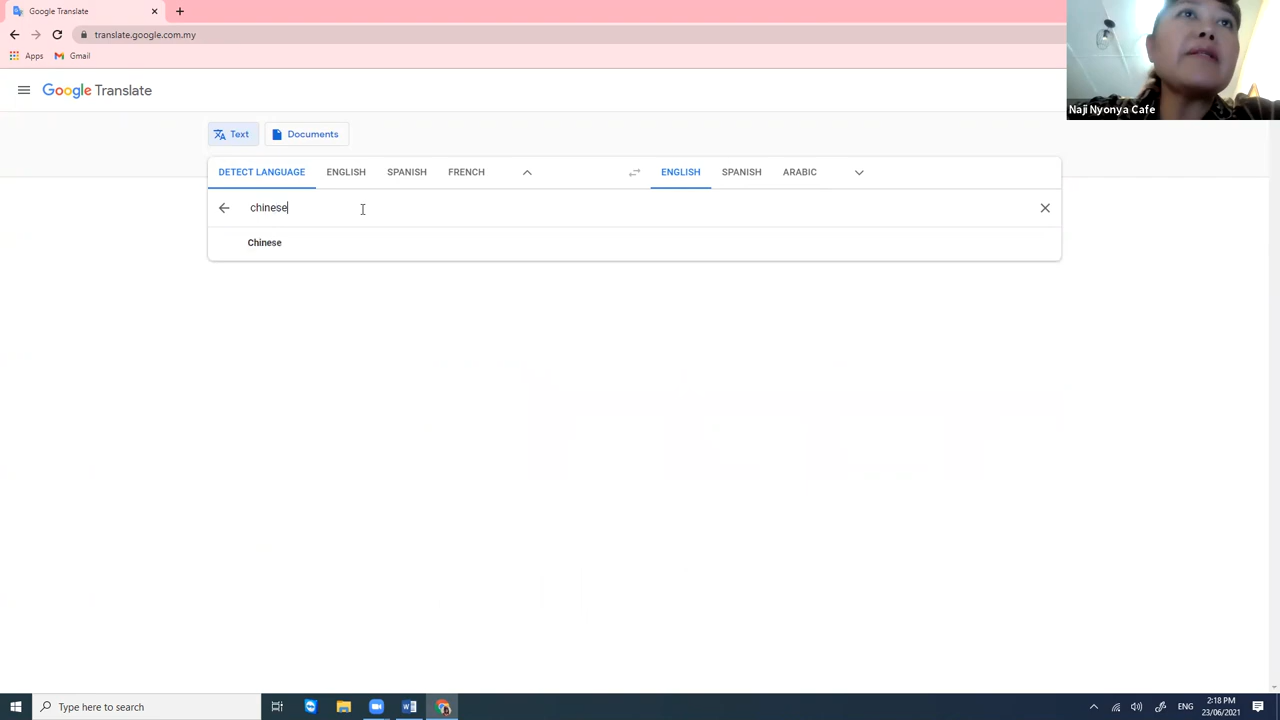 Google Translate
translate.google.com.my
Apps Gmail
Google Translate
Naji Nyonya Cafe
Text Documents
DETECT LANGUAGE ENGLISH SPANISH FRENCH ENGLISH SPANISH ARABIC
chinese
Chinese
Type here to search
ENG
2:18 PM
23/06/2021